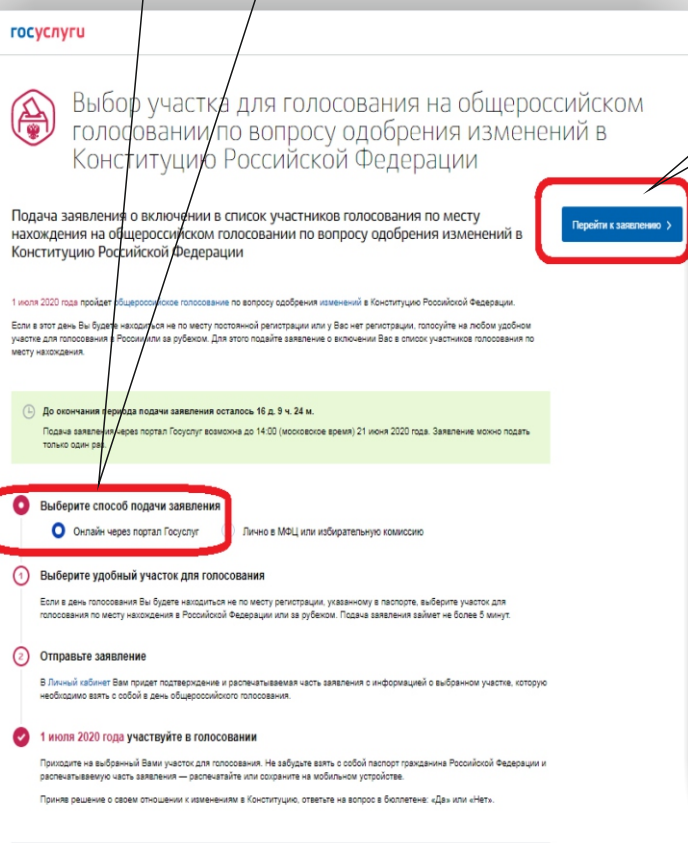 госуслуги
Выбор участка для голосования на общероссийском
голосовании по вопросу одобрения изменений в
Конституцию Российской Федерации
Подача заявления о включении в список участников голосования по месту
нахождения на общероссийском голосовании по вопросу одобрения изменений в
Конституцию Российской Федерации
Перейти к заявлению >
1 июля 2020 года пройдет общероссийское голосование по вопросу одобрения изменений в Конституцию Российской Федерации.
Если в этот день Вы будете находиться не по месту постоянной регистрации или у Вас нет регистрации, голосуйте на любом удобном
участке для голосования в России или за рубежом. Для этого подайте заявление о включении Вас в список участников голосования по
месту нахождения.
До окончания периода подачи заявления осталось 16 д. 9 ч. 24 м.
Подача заявления через портал Госуслуг возможна до 14:00 (московское время) 21 июня 2020 года. Заявление можно подать
только один раз.
Выберите способ подачи заявления
Онлайн через портал Госуслуг
Лично в МФЦ или избирательную комиссию
1 Выберите удобный участок для голосования
Если в день голосования Вы будете находиться не по месту регистрации, указанному в паспорте, выберите участок для
голосования по месту нахождения в Российской Федерации или за рубежом. Подача заявления займет не более 5 минут.
2 Отправьте заявление
В Личный кабинет Вам придет подтверждение и распечатываемая часть заявления с информацией о выбранном участке, которую
необходимо взять с собой в день общероссийского голосования.
1 июля 2020 года участвуйте в голосовании
Приходите на выбранный Вами участок для голосования. Не забудьте взять с собой паспорт гражданина Российской Федерации и
распечатываемую часть заявления — распечатайте или сохраните на мобильном устройстве.
Приняв решение о своем отношении к изменениям в Конституцию, ответьте на вопрос в бюллетене: «Да» или «Нет».